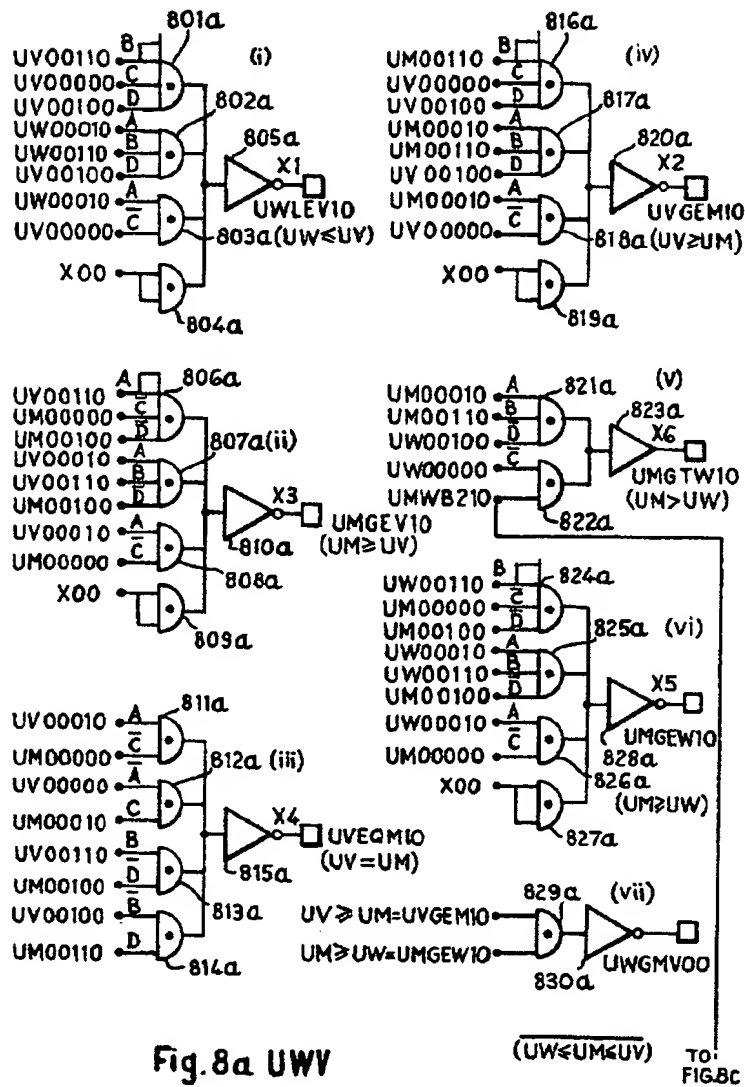 801a
(i)
B
UV00110
C
UV00000
D
UV00100
802a
A
UW00010
B
UW00110
D
UV00100
805a
X1
UWLEV10
A
UW00010
C̅
UV00000
803a (UW≤UV)
X00
804a
816a
(iv)
B
UM00110
C
UV00000
D
UV00100
817a
A
UM00010
B
UM00110
D
UV00100
820a
X2
UVGEM10
A
UM00010
C̅
UV00000
818a (UV≥UM)
X00
819a
806a
A
UV00110
C̅
UM00000
D̅
UM00100
807a (ii)
A
UV00010
B
UV00110
D̅
UM00100
X3
UMGEV10
(UM≥UV)
810a
A
UV00010
C̅
UM00000
808a
X00
809a
821a
(v)
A
UM00010
B
UM00110
D̅
UW00100
823a
X6
UMGTW10
(UM>UW)
C̅
UW00000
UMWB210
822a
824a
B
UW00110
C̅
UM00000
D̅
UM00100
825a (vi)
A
UW00010
B
UW00110
D̅
UM00100
X5
UMGEW10
828a
A
UW00010
C̅
UM00000
826a
(UM≥UW)
X00
827a
811a
A
UV00010
C̅
UM00000
812a (iii)
A̅
UV00000
C
UM00010
X4
UVEQM10
(UV=UM)
815a
B
UV00110
D̅
UM00100
813a
B̅
UV00100
D
UM00110
814a
829a
(vii)
UV≥UM=UVGEM10
UM≥UW=UMGEW10
830a
UWGMV00
(UW≤UM≤UV)
Fig.8a UWV
TO
FIG.8C